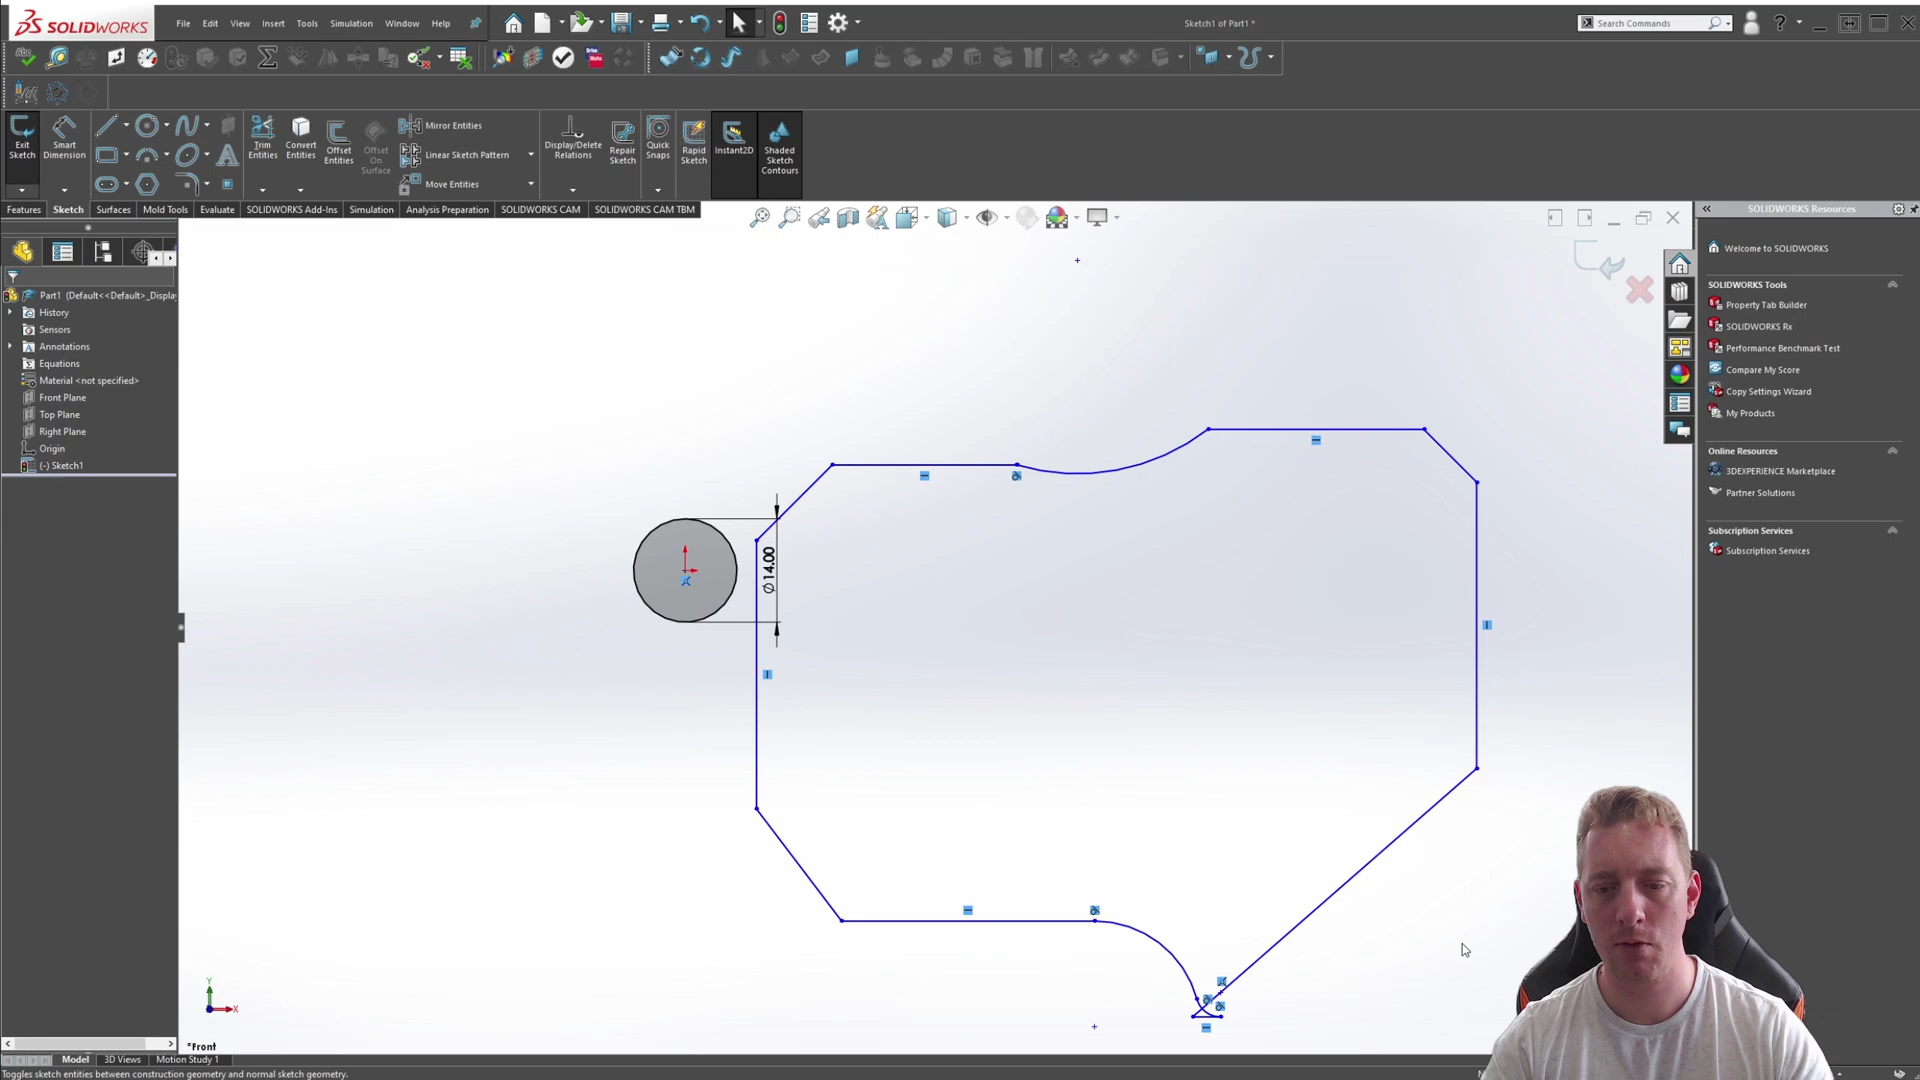 SOLIDWORKS File Edit View Insert Tools Simulation Window Help Sketch1 of Part1 * Search Commands
Exit Sketch
Smart Dimension
Trim Entities
Convert Entities
Offset Entities
Offset On Surface
Mirror Entities
Linear Sketch Pattern
Move Entities
Display/Delete Relations
Repair Sketch
Quick Snaps
Rapid Sketch
Instant2D
Shaded Sketch Contours
Features Sketch Surfaces Mold Tools Evaluate SOLIDWORKS Add-Ins Simulation Analysis Preparation SOLIDWORKS CAM SOLIDWORKS CAM TBM
Part1 (Default<<Default>_Displa
History
Sensors
Annotations
Equations
Material <not specified>
Front Plane
Top Plane
Right Plane
Origin
(-) Sketch1
∅14.00
Y
X
*Front
SOLIDWORKS Resources
Welcome to SOLIDWORKS
SOLIDWORKS Tools
Property Tab Builder
SOLIDWORKS Rx
Performance Benchmark Test
Compare My Score
Copy Settings Wizard
My Products
Online Resources
3DEXPERIENCE Marketplace
Partner Solutions
Subscription Services
Subscription Services
Model 3D Views Motion Study 1
Toggles sketch entities between construction geometry and normal sketch geometry.